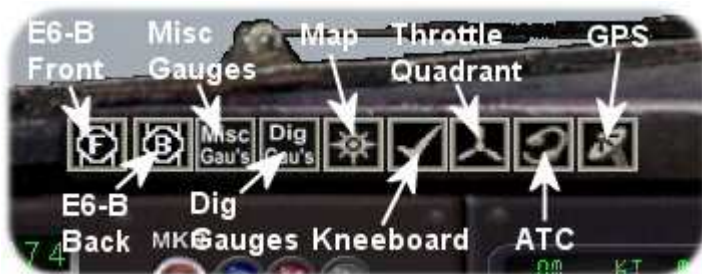 E6-B Misc Map Throttle GPS
Front Gauges Quadrant
F B Misc Dig
Gau's Gau's
E6-B Dig
Back Gauges Kneeboard ATC
74 MK
KT